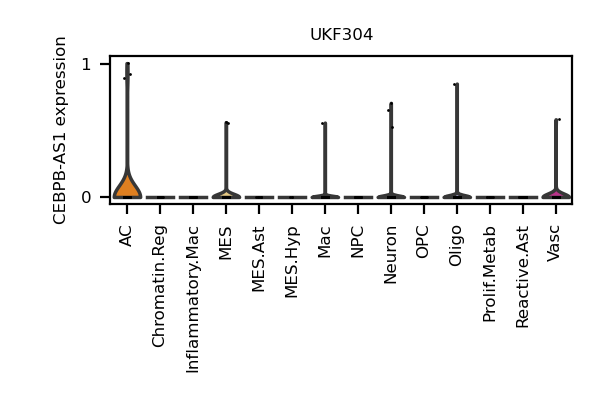 UKF304
CEBPB-AS1 expression
1
0
AC
Chromatin.Reg
Inflammatory.Mac
MES
MES.Ast
MES.Hyp
Mac
NPC
Neuron
OPC
Oligo
Prolif.Metab
Reactive.Ast
Vasc